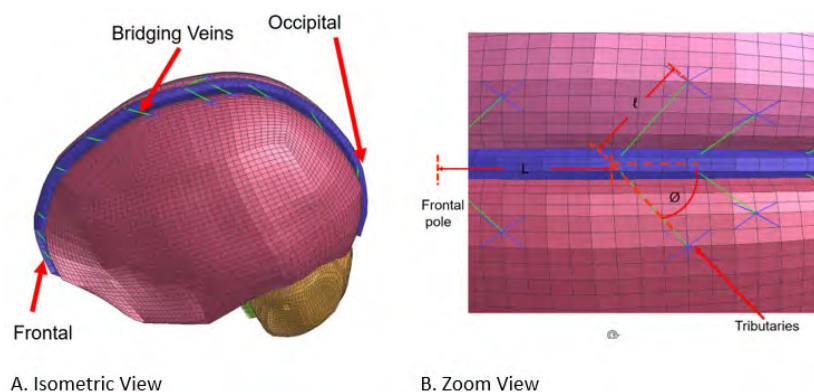 Bridging Veins
Occipital
Frontal
A. Isometric View
ℓ
L
Frontal
pole
Ø
Tributaries
B. Zoom View